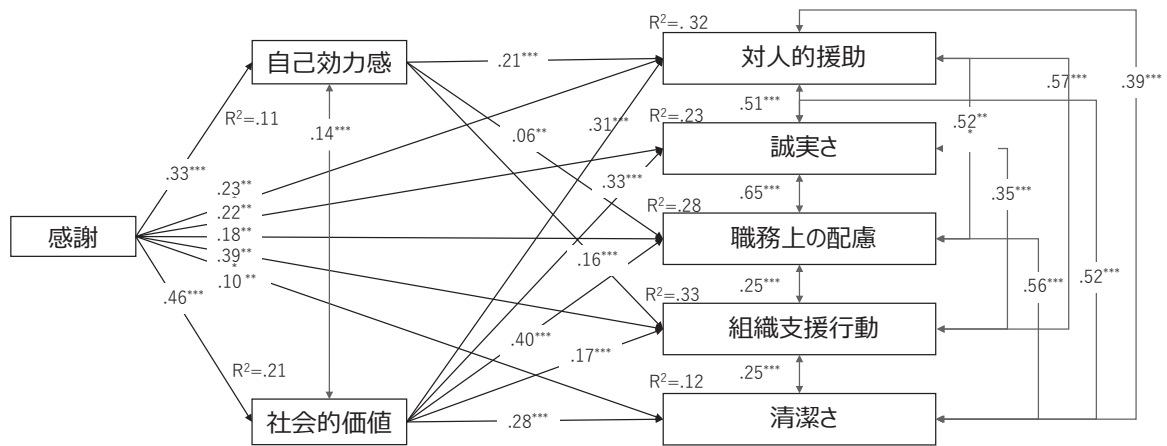 R²=. 32
自己効力感
.21***
対人的援助
.57***
.39***
R²=.11
.14***
.31***
.51***
R²=.23
.06**
誠実さ
.52**
*
.33***
.23**
*
.22**
.33***
.65***
.35***
R²=.28
感謝
.18**
職務上の配慮
.39**
*
.10 **
.16***
.25***
.56***
.52***
R²=.33
.46***
組織支援行動
.40***
.17***
R²=.21
.25***
R²=.12
社会的価値
.28***
清潔さ